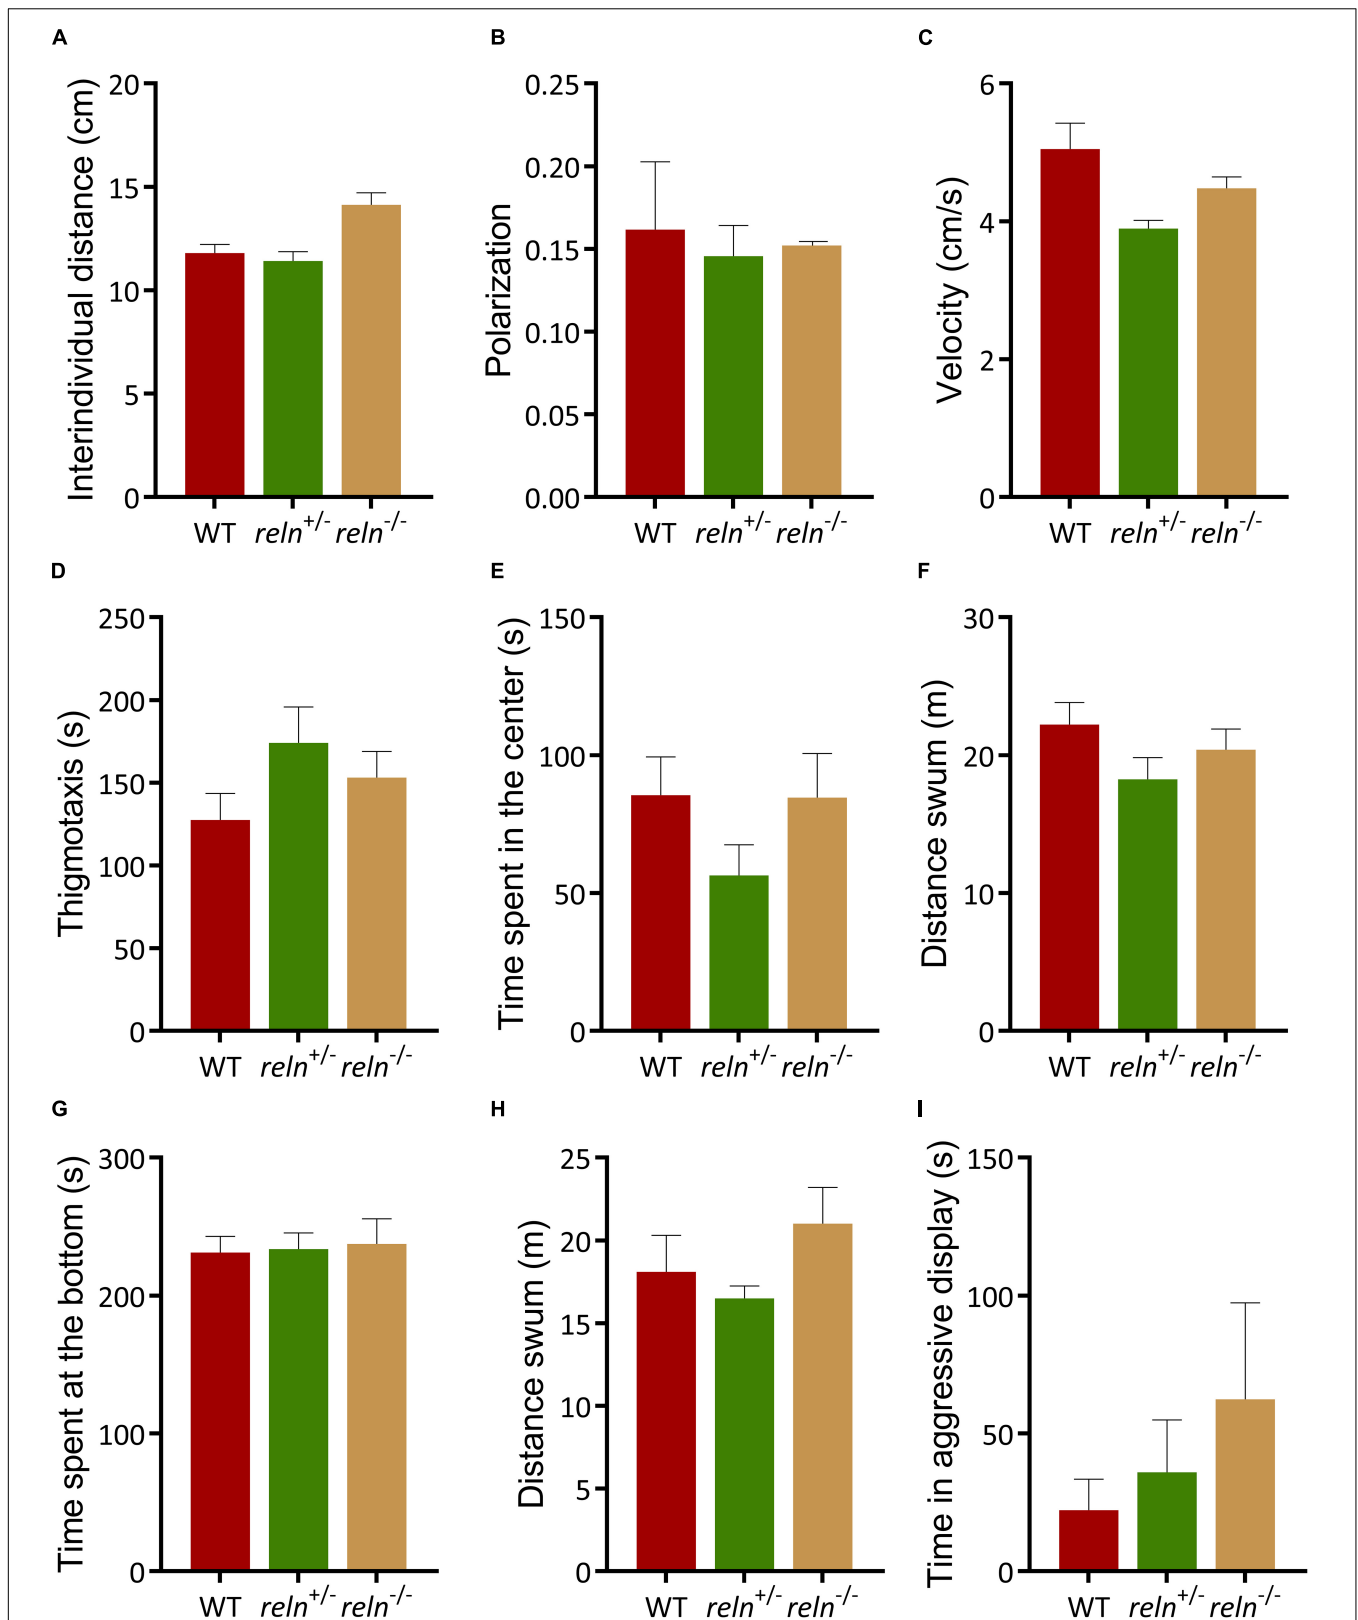 A
Interindividual distance (cm)
20
15
10
5
0
WT reln+/- reln-/-
B
Polarization
0.25
0.20
0.15
0.10
0.05
0.00
WT reln+/- reln-/-
C
Velocity (cm/s)
6
4
2
0
WT reln+/- reln-/-
D
Thigmotaxis (s)
250
200
150
100
50
0
WT reln+/- reln-/-
E
Time spent in the center (s)
150
100
50
0
WT reln+/- reln-/-
F
Distance swum (m)
30
20
10
0
WT reln+/- reln-/-
G
Time spent at the bottom (s)
300
200
100
0
WT reln+/- reln-/-
H
Distance swum (m)
25
20
15
10
5
0
WT reln+/- reln-/-
I
Time in aggressive display (s)
150
100
50
0
WT reln+/- reln-/-